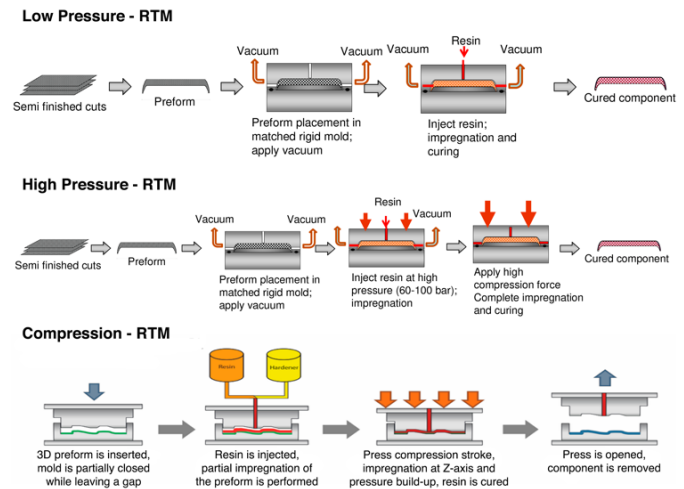 Low Pressure - RTM
Vacuum
Vacuum
Vacuum
Resin
Vacuum
Semi finished cuts
Preform
Preform placement in
matched rigid mold;
apply vacuum
Inject resin;
impregnation and
curing
Cured component
High Pressure - RTM
Vacuum
Vacuum
Resin
Vacuum
Semi finished cuts
Preform
Preform placement in
matched rigid mold;
apply vacuum
Inject resin at high
pressure (60-100 bar);
impregnation
Apply high
compression force
Complete impregnation
and curing
Cured component
Compression - RTM
Resin
Hardener
3D preform is inserted,
mold is partially closed
while leaving a gap
Resin is injected,
partial impregnation of
the preform is performed
Press compression stroke,
impregnation at Z-axis and
pressure build-up, resin is cured
Press is opened,
component is removed